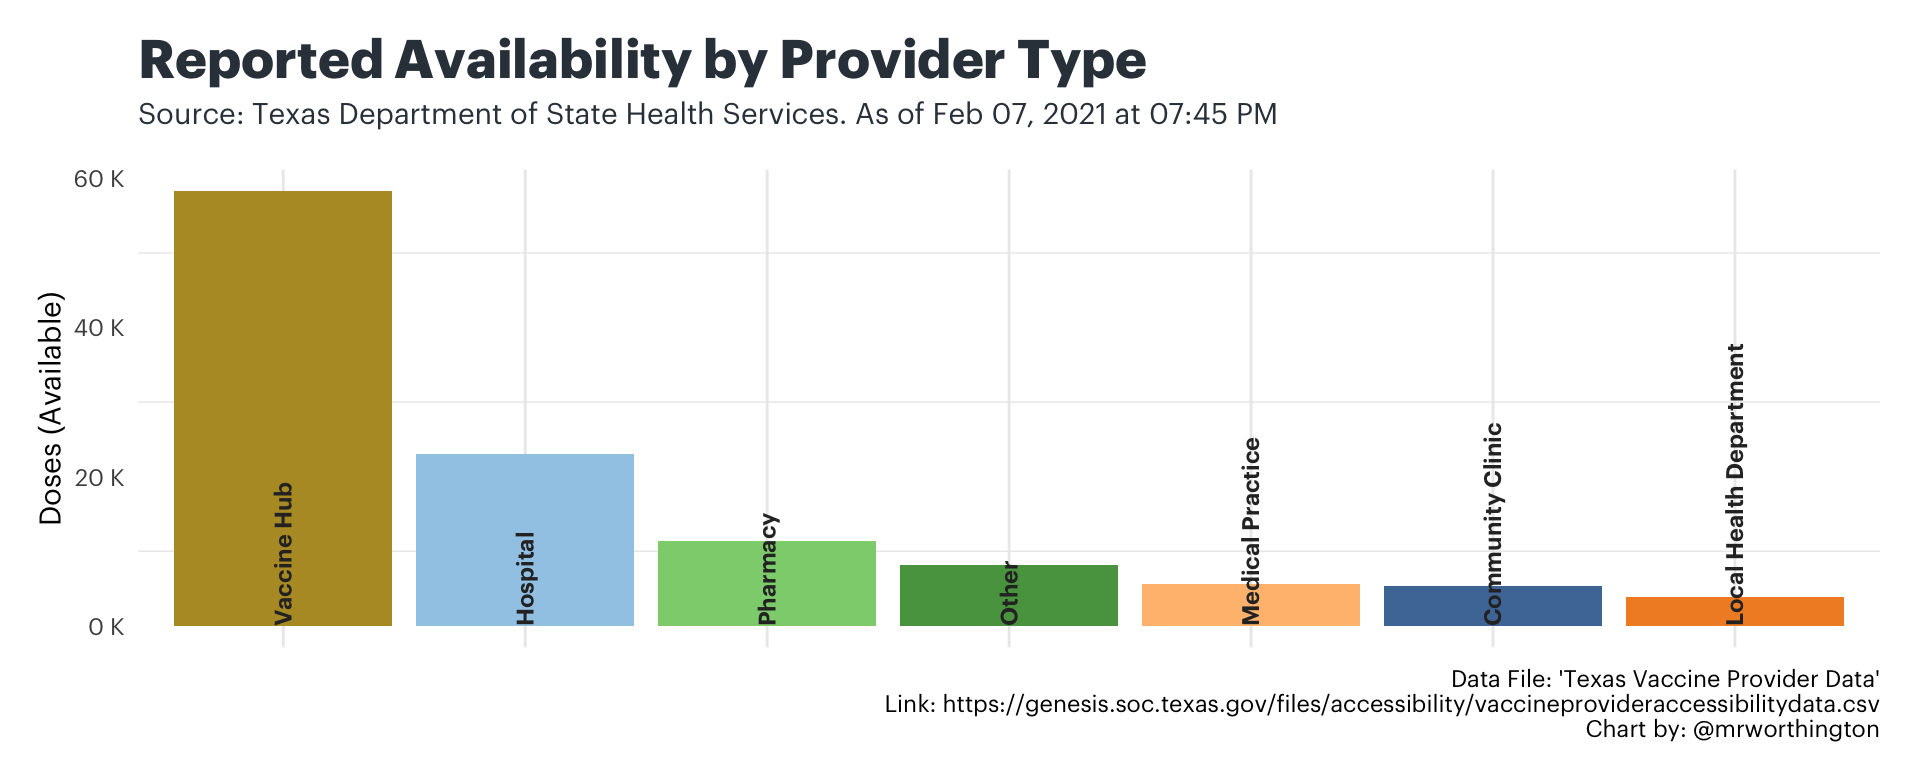 Reported Availability by Provider Type
Source: Texas Department of State Health Services. As of Feb 07, 2021 at 07:45 PM
Doses (Available)
60 K
40 K
20 K
0 K
Vaccine Hub
Hospital
Pharmacy
Other
Medical Practice
Community Clinic
Local Health Department
Data File: 'Texas Vaccine Provider Data'
Link: https://genesis.soc.texas.gov/files/accessibility/vaccineprovideraccessibilitydata.csv
Chart by: @mrworthington